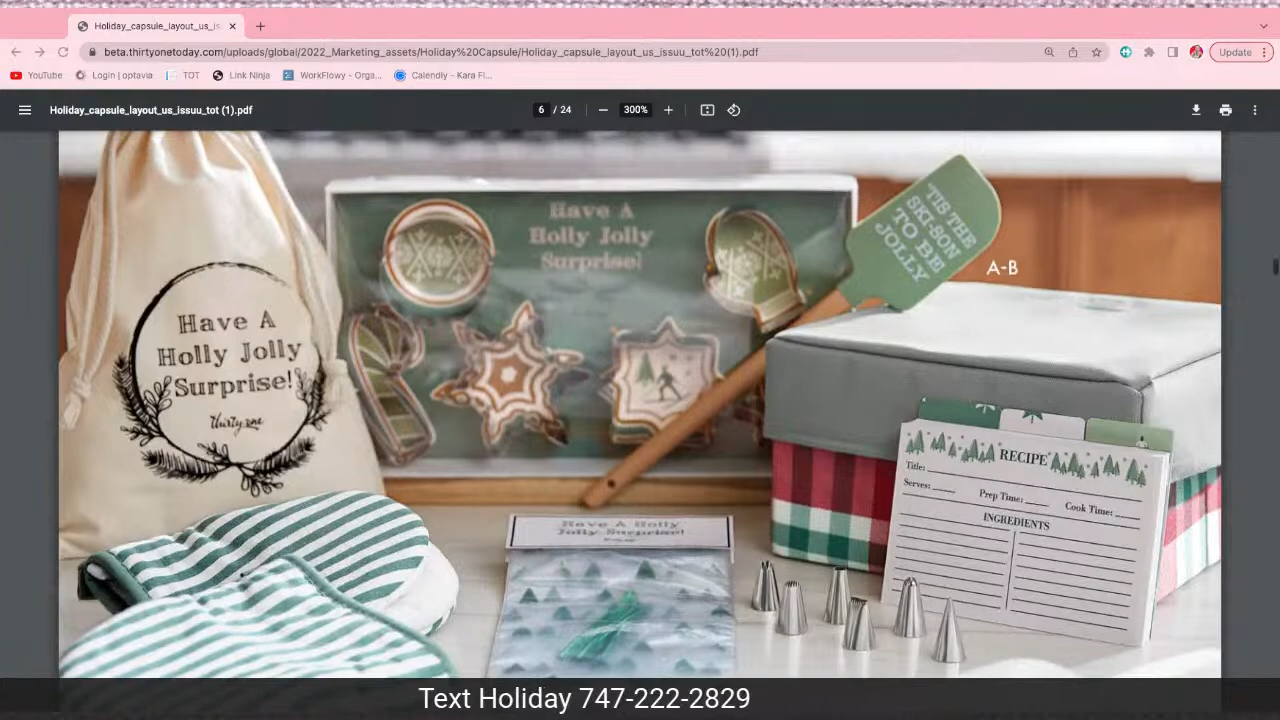 Holiday_capsule_layout_us_is
beta.thirtyonetoday.com/uploads/global/2022_Marketing_assets/Holiday%20Capsule/Holiday_capsule_layout_us_issuu_tot%20(1).pdf
Update
YouTube
Login | optavia
TOT
Link Ninja
WorkFlowy - Orga...
Calendly - Kara Fi...
Holiday_capsule_layout_us_issuu_tot (1).pdf
6 / 24
300%
Have A
Holly Jolly
Surprise!
'TIS THE
SKI-SON
TO BE
JOLLY
A-B
Have A
Holly Jolly
Surprise!
thirty-one
RECIPE
Title:
Serves:
Prep Time:
Cook Time:
INGREDIENTS
Have A Holly
Jolly Surprise!
Text Holiday 747-222-2829